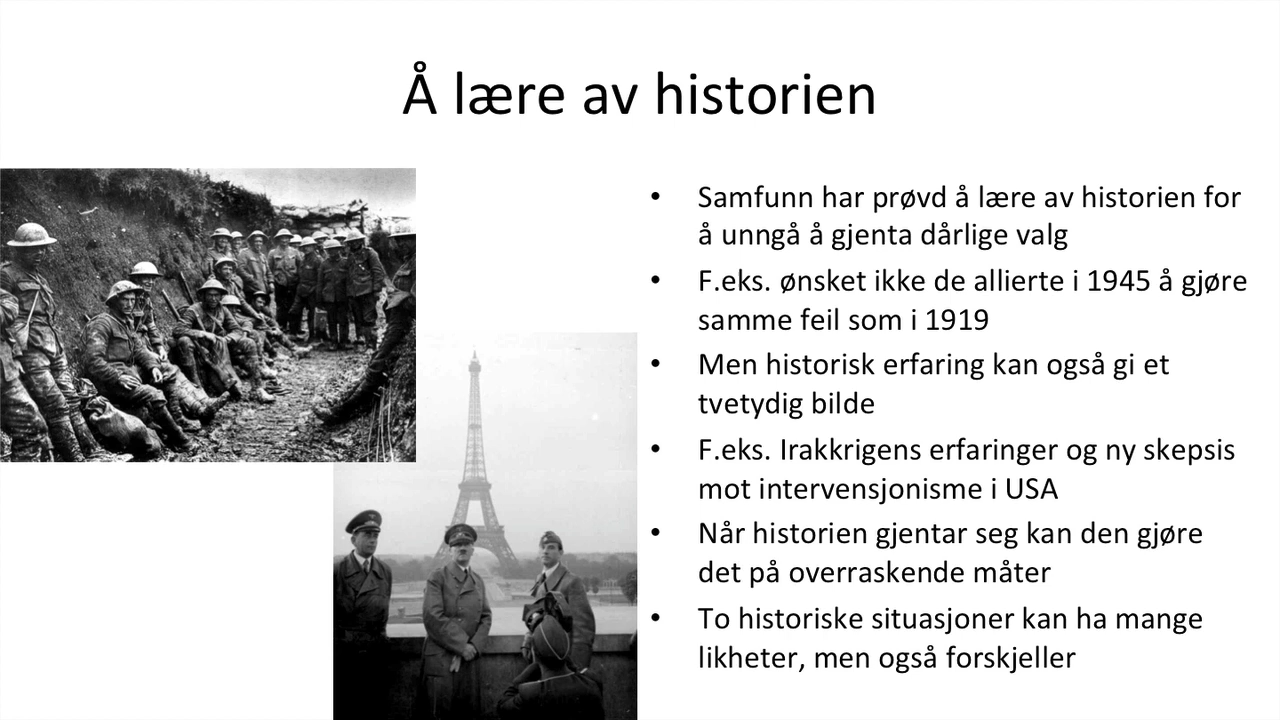 Å lære av historien
• Samfunn har prøvd å lære av historien for
å unngå å gjenta dårlige valg
• F.eks. ønsket ikke de allierte i 1945 å gjøre
samme feil som i 1919
• Men historisk erfaring kan også gi et
tvetydig bilde
• F.eks. Irakkrigens erfaringer og ny skepsis
mot intervensjonisme i USA
• Når historien gjentar seg kan den gjøre
det på overraskende måter
• To historiske situasjoner kan ha mange
likheter, men også forskjeller